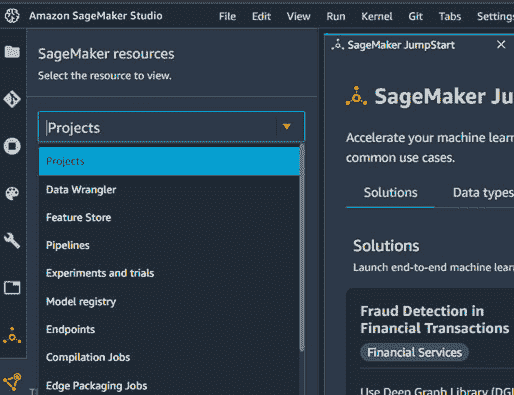 Amazon SageMaker Studio File Edit View Run Kernel Git Tabs Settings
SageMaker resources
Select the resource to view.
Projects
Projects
Data Wrangler
Feature Store
Pipelines
Experiments and trials
Model registry
Endpoints
Compilation Jobs
Edge Packaging Jobs
SageMaker JumpStart
SageMaker Ju
Accelerate your machine learn
common use cases.
Solutions Data types
Solutions
Launch end-to-end machine lear
Fraud Detection in
Financial Transactions
Financial Services
Use Deep Graph Library (DGL